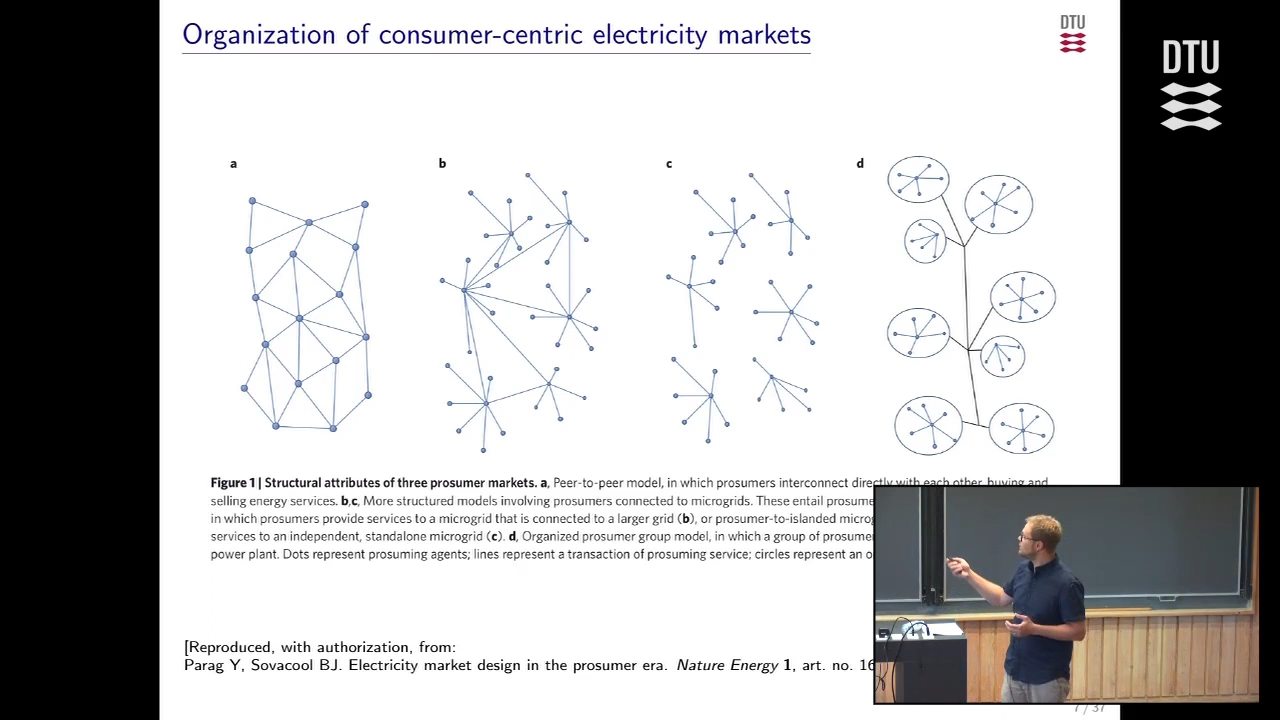 Organization of consumer-centric electricity markets
DTU
DTU
a
b
c
d
Figure 1 | Structural attributes of three prosumer markets. a, Peer-to-peer model, in which prosumers interconnect directly with each other, buying and
selling energy services. b,c, More structured models involving prosumers connected to microgrids. These entail
in which prosumers provide services to a microgrid that is connected to a larger grid (b), or prosumer-to-islanded
services to an independent, standalone microgrid (c). d, Organized prosumer group model, in which a group of
power plant. Dots represent prosuming agents; lines represent a transaction of prosuming service; circles represent an
[Reproduced, with authorization, from:
Parag Y, Sovacool BJ. Electricity market design in the prosumer era. Nature Energy 1, art. no. 16
7 / 37